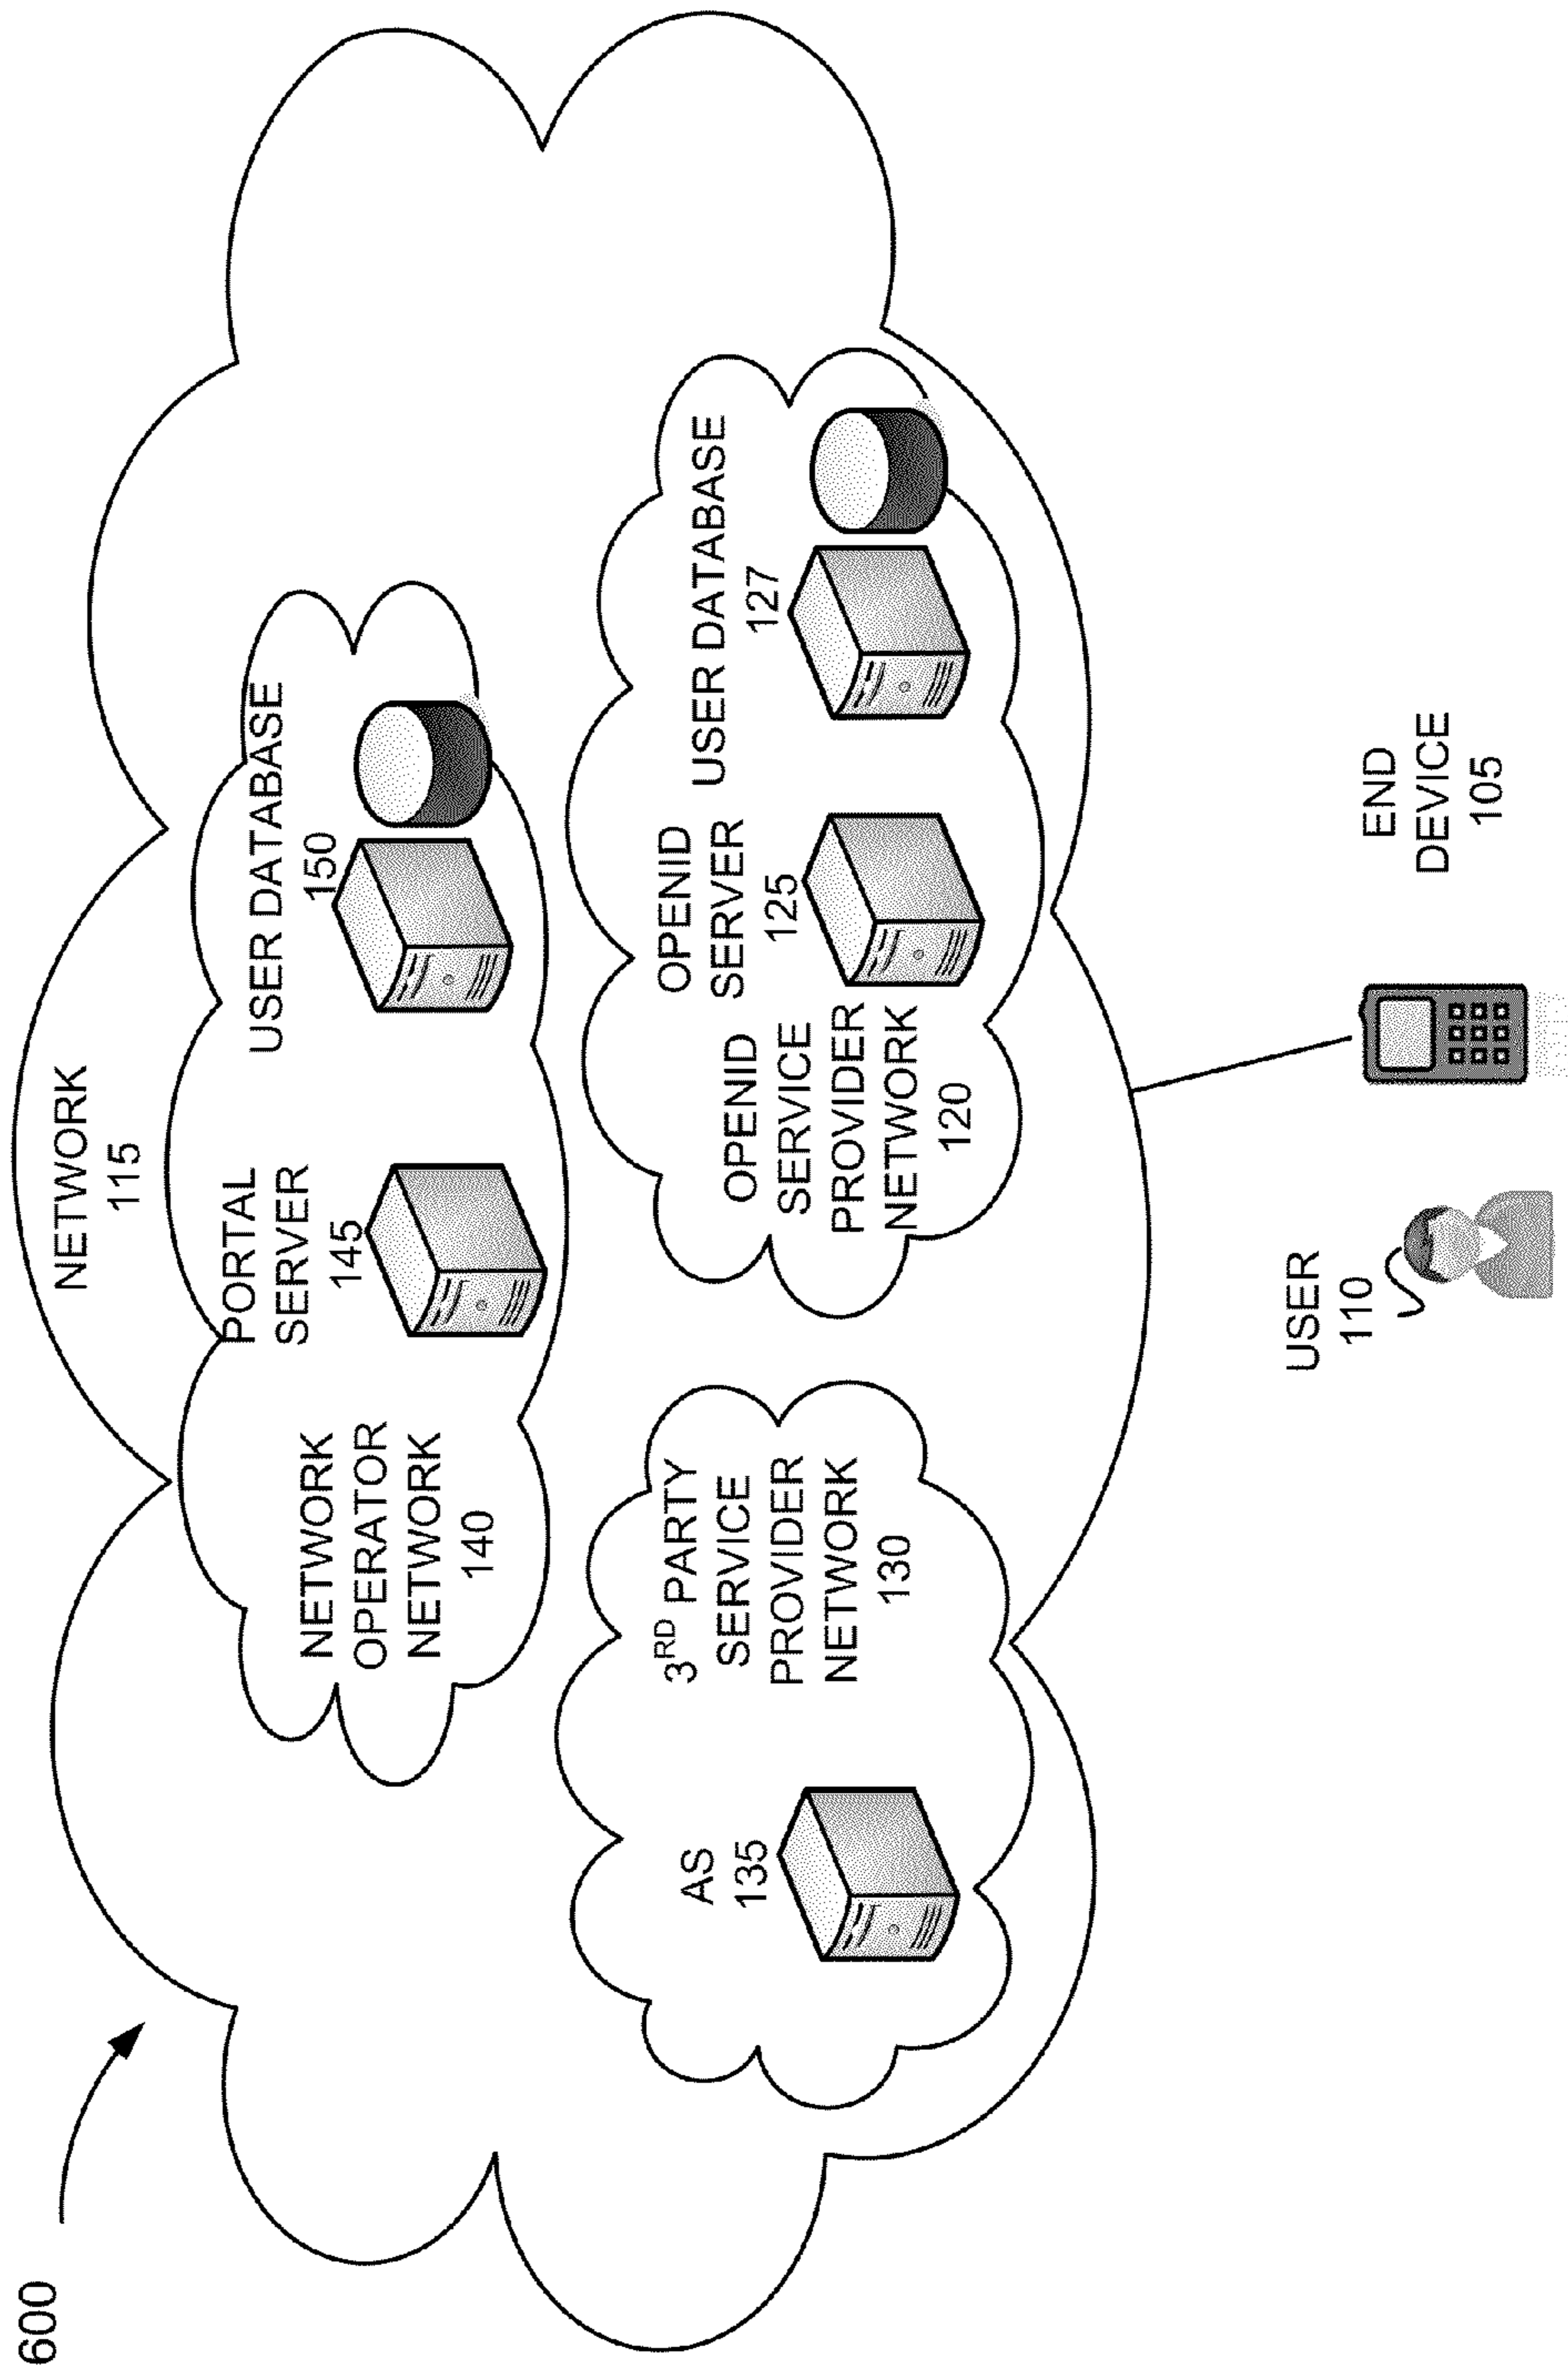 600
NETWORK
115
NETWORK
OPERATOR
NETWORK
140
PORTAL
SERVER
145
USER DATABASE
150
AS
135
3RD PARTY
SERVICE
PROVIDER
NETWORK
130
OPENID
SERVICE
PROVIDER
NETWORK
120
OPENID
SERVER
125
USER DATABASE
127
USER
110
END
DEVICE
105